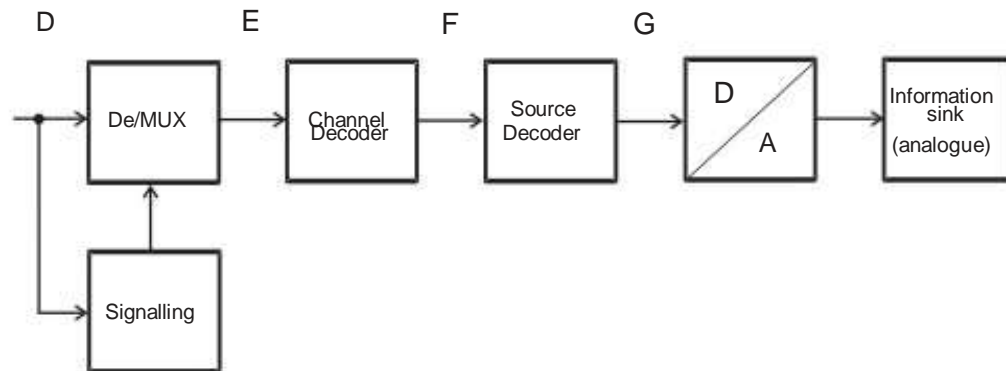 D E F G
De/MUX
Channel
Decoder
Source
Decoder
D
A
Information
sink
(analogue)
Signalling